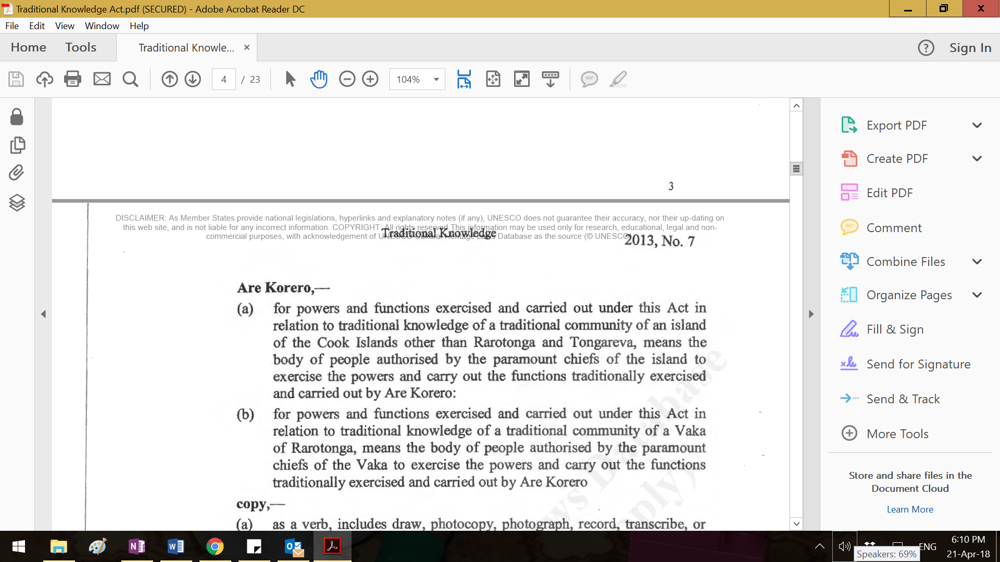 Traditional Knowledge Act.pdf (SECURED) - Adobe Acrobat Reader DC
File Edit View Window Help
Home Tools Traditional Knowle... × ? Sign In
4 / 23 104%
3
DISCLAIMER: As Member States provide national legislations, hyperlinks and explanatory notes (if any), UNESCO does not guarantee their accuracy, nor their up-dating on
this web site, and is not liable for any incorrect information. COPYRIGHT: All rights reserved.This information may be used only for research, educational, legal and non-
commercial purposes, with acknowledgement of UNESCO Cultural Heritage Laws Database as the source (© UNESCO).
Traditional Knowledge
2013, No. 7
Are Korero,—
(a) for powers and functions exercised and carried out under this Act in
relation to traditional knowledge of a traditional community of an island
of the Cook Islands other than Rarotonga and Tongareva, means the
body of people authorised by the paramount chiefs of the island to
exercise the powers and carry out the functions traditionally exercised
and carried out by Are Korero:
(b) for powers and functions exercised and carried out under this Act in
relation to traditional knowledge of a traditional community of a Vaka
of Rarotonga, means the body of people authorised by the paramount
chiefs of the Vaka to exercise the powers and carry out the functions
traditionally exercised and carried out by Are Korero
copy,—
(a) as a verb, includes draw, photocopy, photograph, record, transcribe, or
ws Database
Export PDF
Create PDF
Edit PDF
Comment
Combine Files
Organize Pages
Fill & Sign
Send for Signature
Send & Track
More Tools
Store and share files in the
Document Cloud
Learn More
ENG
6:10 PM
21-Apr-18
Speakers: 69%